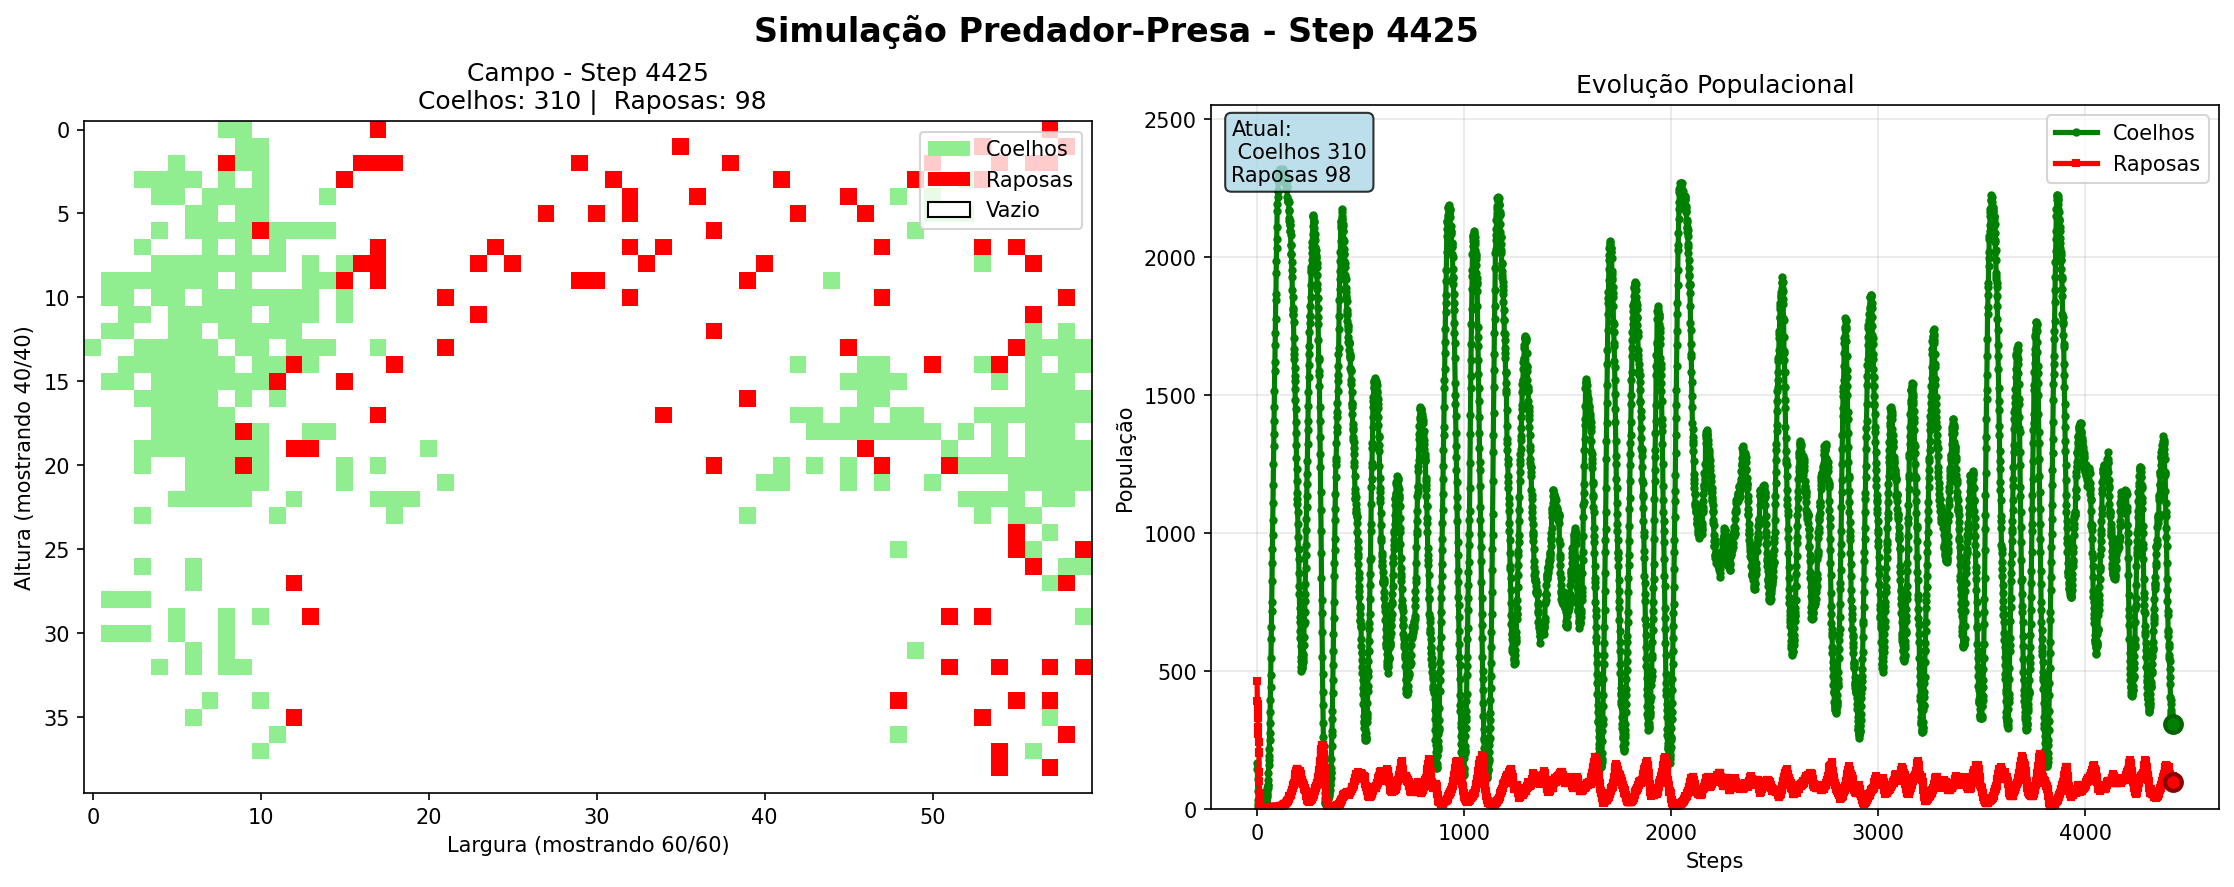 Simulação Predador-Presa - Step 4425
Campo - Step 4425
Coelhos: 310 |  Raposas: 98
Coelhos
Raposas
Vazio
0
5
10
15
20
25
30
35
Altura (mostrando 40/40)
0
10
20
30
40
50
Largura (mostrando 60/60)
Evolução Populacional
Atual:
Coelhos 310
Raposas 98
Coelhos
Raposas
2500
2000
1500
1000
500
0
População
0
1000
2000
3000
4000
Steps